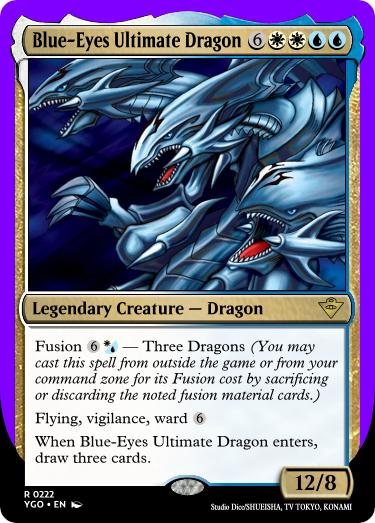 Blue-Eyes Ultimate Dragon 6
Legendary Creature — Dragon
Fusion 6 — Three Dragons (You may
cast this spell from outside the game or from your
command zone for its Fusion cost by sacrificing
or discarding the noted fusion material cards.)
Flying, vigilance, ward 6
When Blue-Eyes Ultimate Dragon enters,
draw three cards.
12/8
R 0222
YGO • EN
Studio Dice/SHUEISHA, TV TOKYO, KONAMI